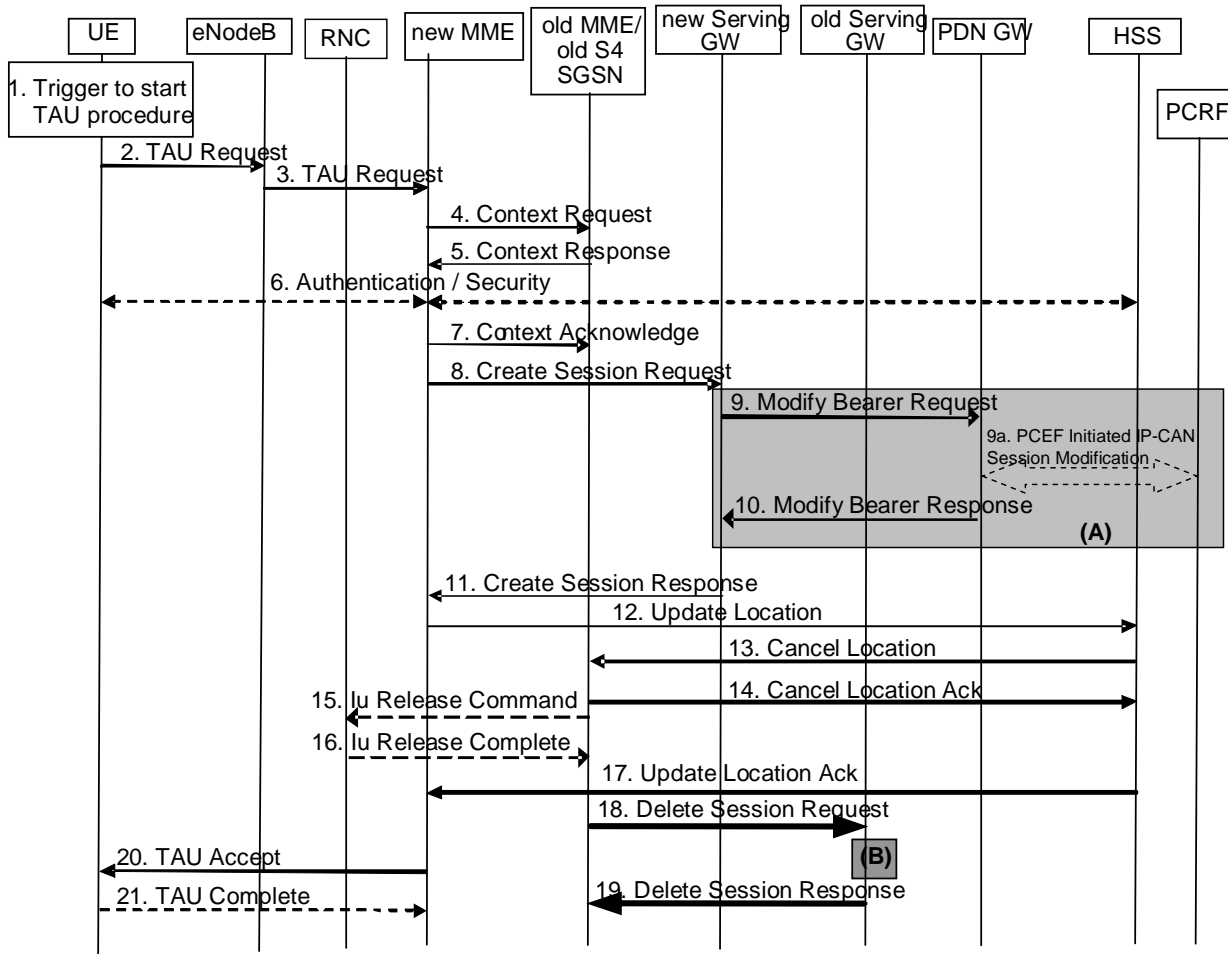 UE
eNodeB
RNC
new MME
old MME/
old S4
SGSN
new Serving
GW
old Serving
GW
PDN GW
HSS
PCRF
1. Trigger to start
TAU procedure
2. TAU Request
3. TAU Request
4. Context Request
5. Context Response
6. Authentication / Security
7. Context Acknowledge
8. Create Session Request
9. Modify Bearer Request
9a. PCEF Initiated IP-CAN
Session Modification
10. Modify Bearer Response
(A)
11. Create Session Response
12. Update Location
13. Cancel Location
14. Cancel Location Ack
15. Iu Release Command
16. Iu Release Complete
17. Update Location Ack
18. Delete Session Request
(B)
20. TAU Accept
19. Delete Session Response
21. TAU Complete